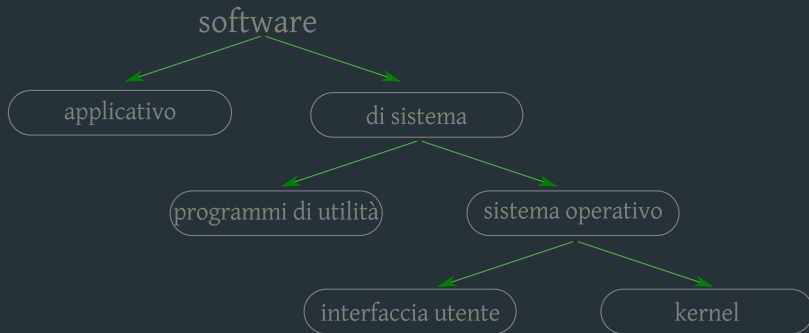 software
applicativo
di sistema
programmi di utilità
sistema operativo
interfaccia utente
kernel